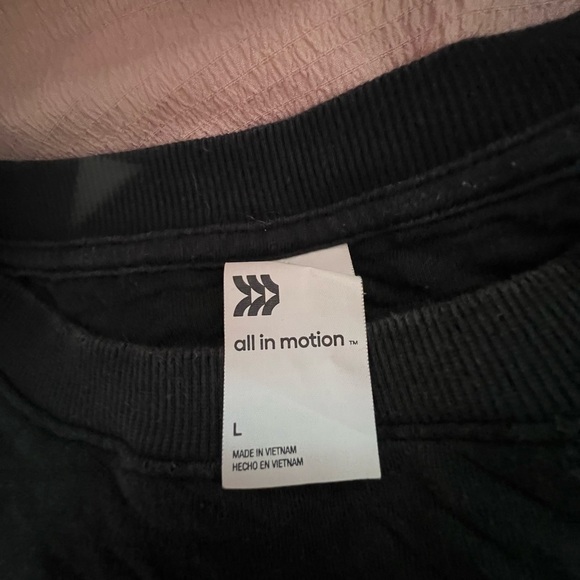 all in motion ™
L
MADE IN VIETNAM
HECHO EN VIETNAM